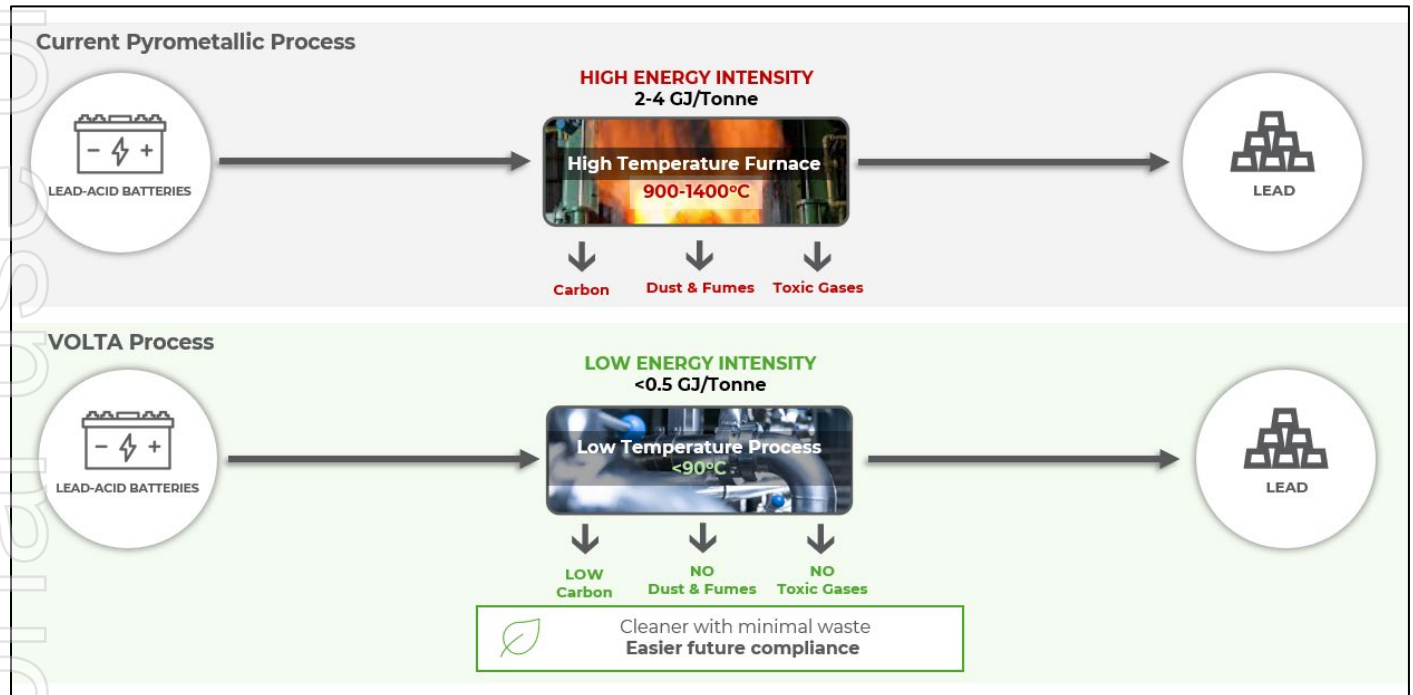 Current Pyrometallic Process
HIGH ENERGY INTENSITY
2-4 GJ/Tonne
High Temperature Furnace
900-1400°C
LEAD-ACID BATTERIES
LEAD
Carbon
Dust & Fumes
Toxic Gases
VOLTA Process
LOW ENERGY INTENSITY
<0.5 GJ/Tonne
Low Temperature Process
<90°C
LEAD-ACID BATTERIES
LEAD
LOW
Carbon
NO
Dust & Fumes
NO
Toxic Gases
Cleaner with minimal waste
Easier future compliance